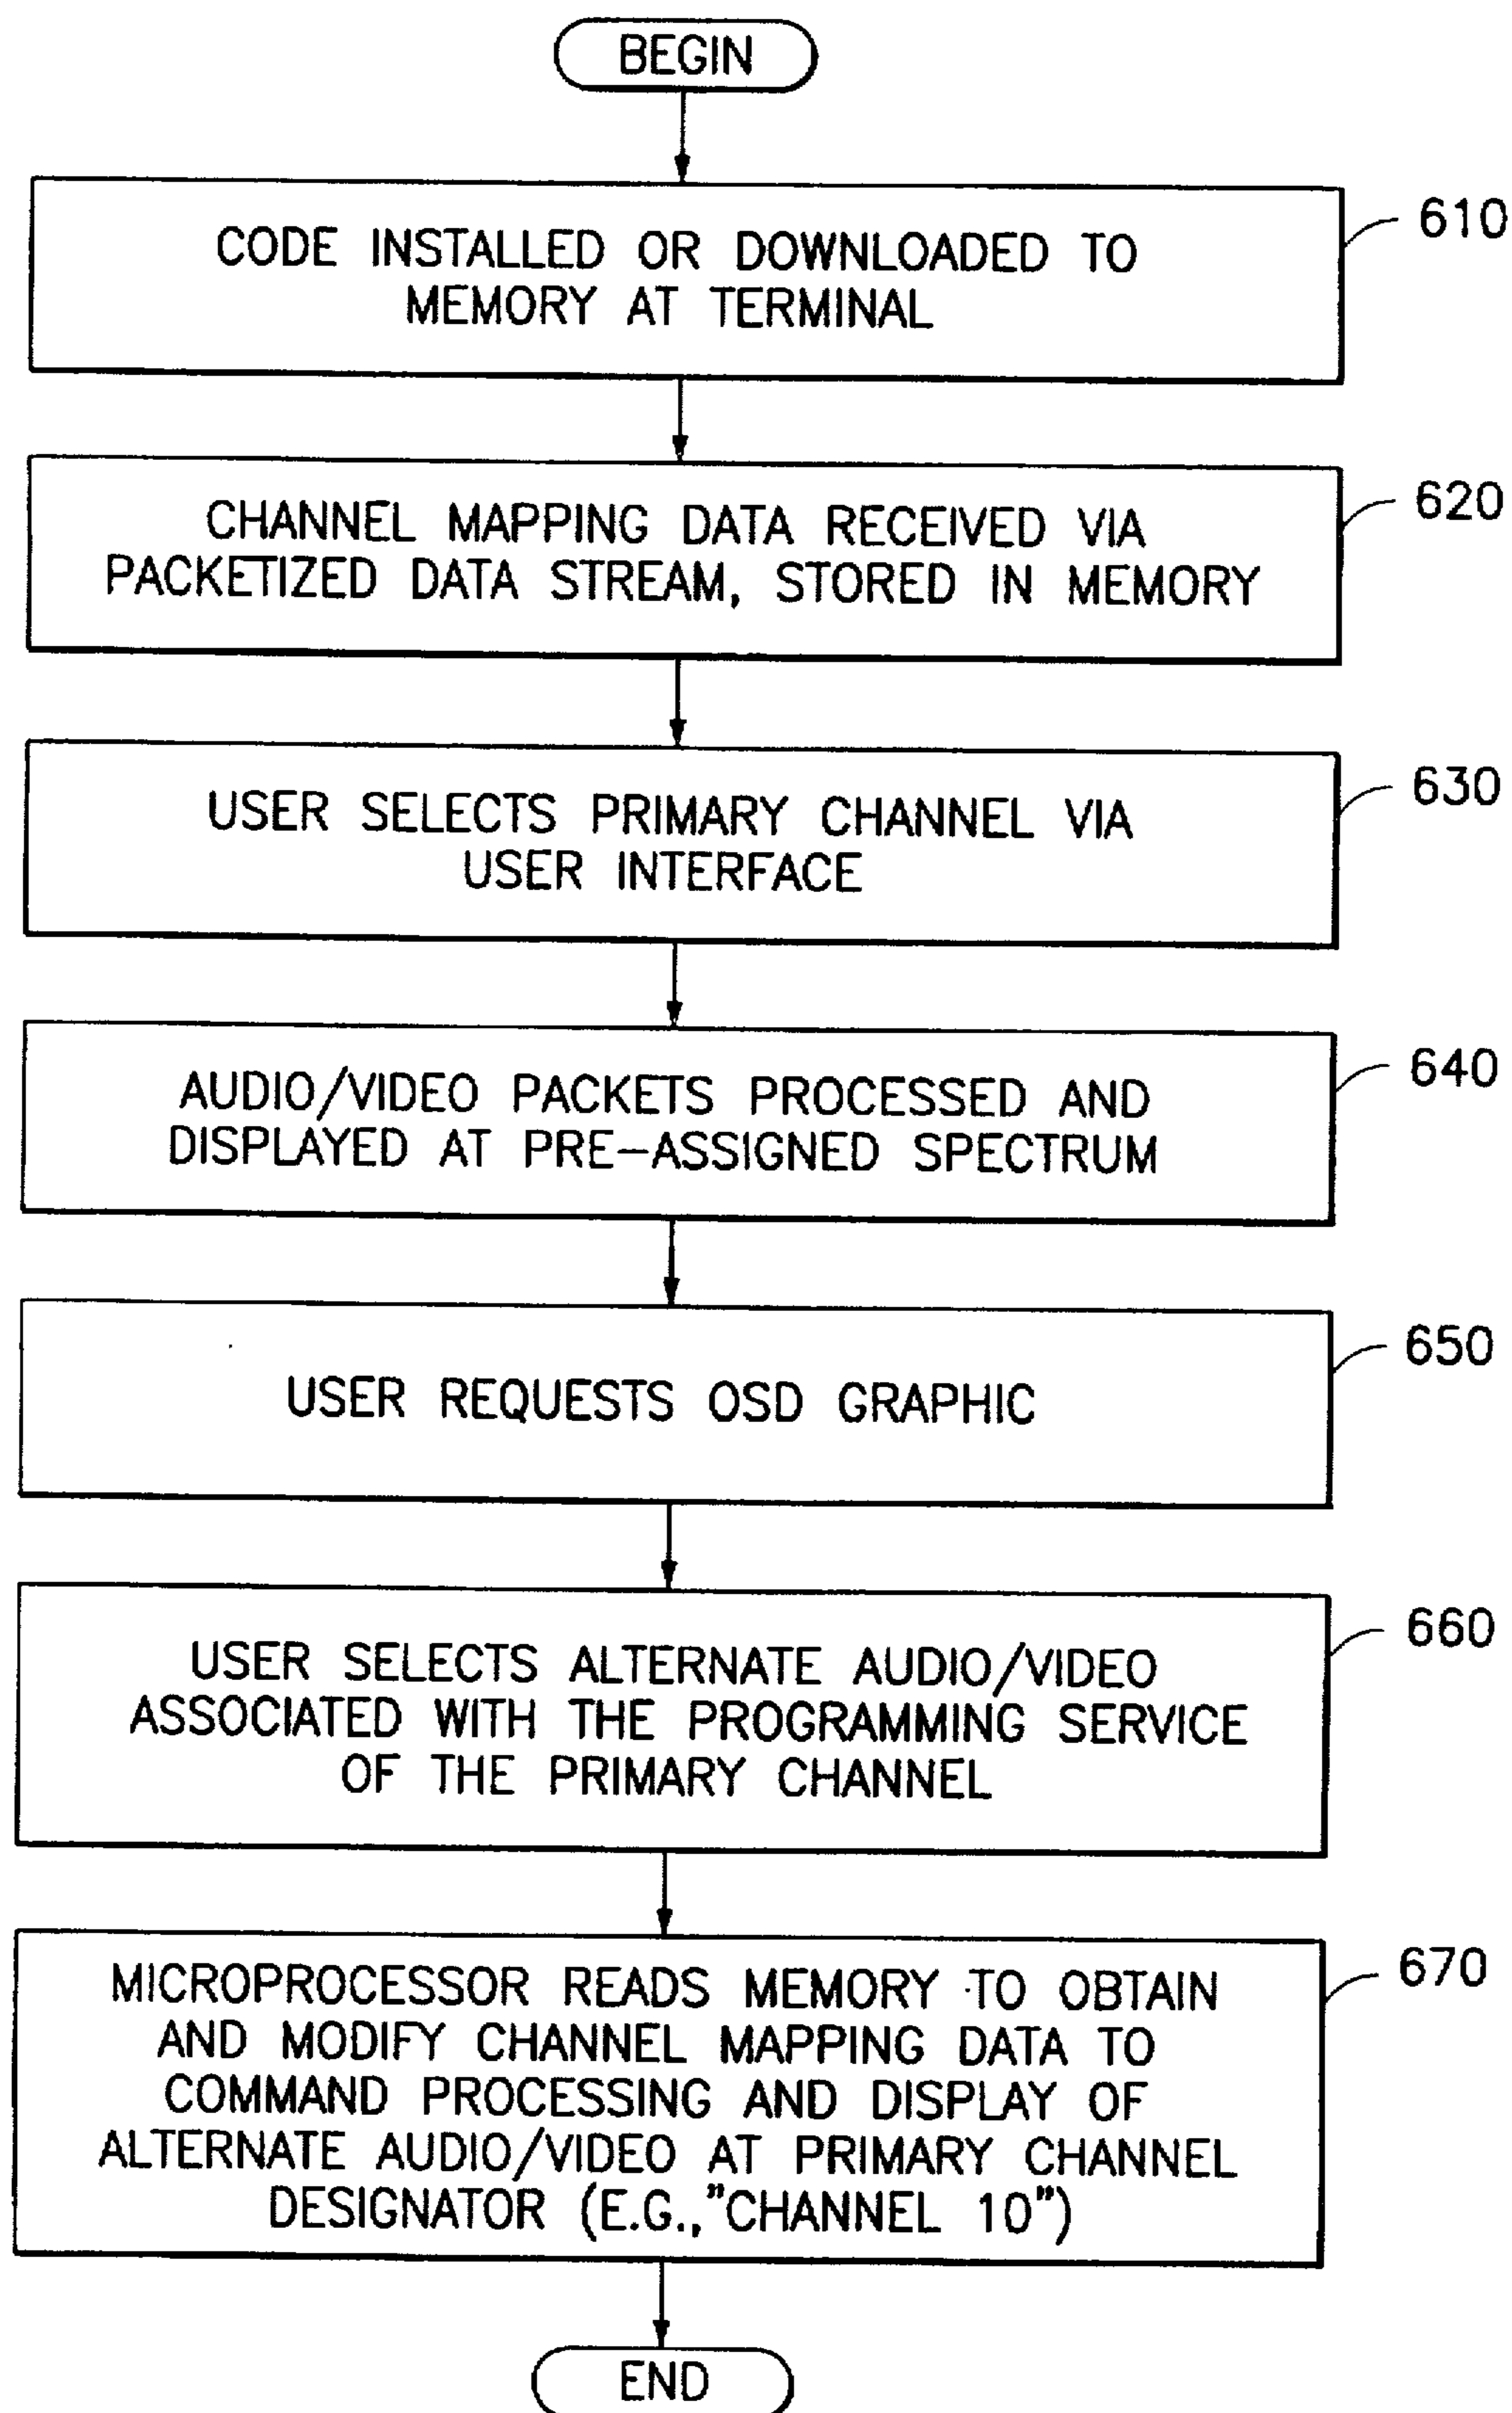 BEGIN
CODE INSTALLED OR DOWNLOADED TO
MEMORY AT TERMINAL
610
CHANNEL MAPPING DATA RECEIVED VIA
PACKETIZED DATA STREAM, STORED IN MEMORY
620
USER SELECTS PRIMARY CHANNEL VIA
USER INTERFACE
630
AUDIO/VIDEO PACKETS PROCESSED AND
DISPLAYED AT PRE-ASSIGNED SPECTRUM
640
USER REQUESTS OSD GRAPHIC
650
USER SELECTS ALTERNATE AUDIO/VIDEO
ASSOCIATED WITH THE PROGRAMMING SERVICE
OF THE PRIMARY CHANNEL
660
MICROPROCESSOR READS MEMORY TO OBTAIN
AND MODIFY CHANNEL MAPPING DATA TO
COMMAND PROCESSING AND DISPLAY OF
ALTERNATE AUDIO/VIDEO AT PRIMARY CHANNEL
DESIGNATOR (E.G.,"CHANNEL 10")
670
END